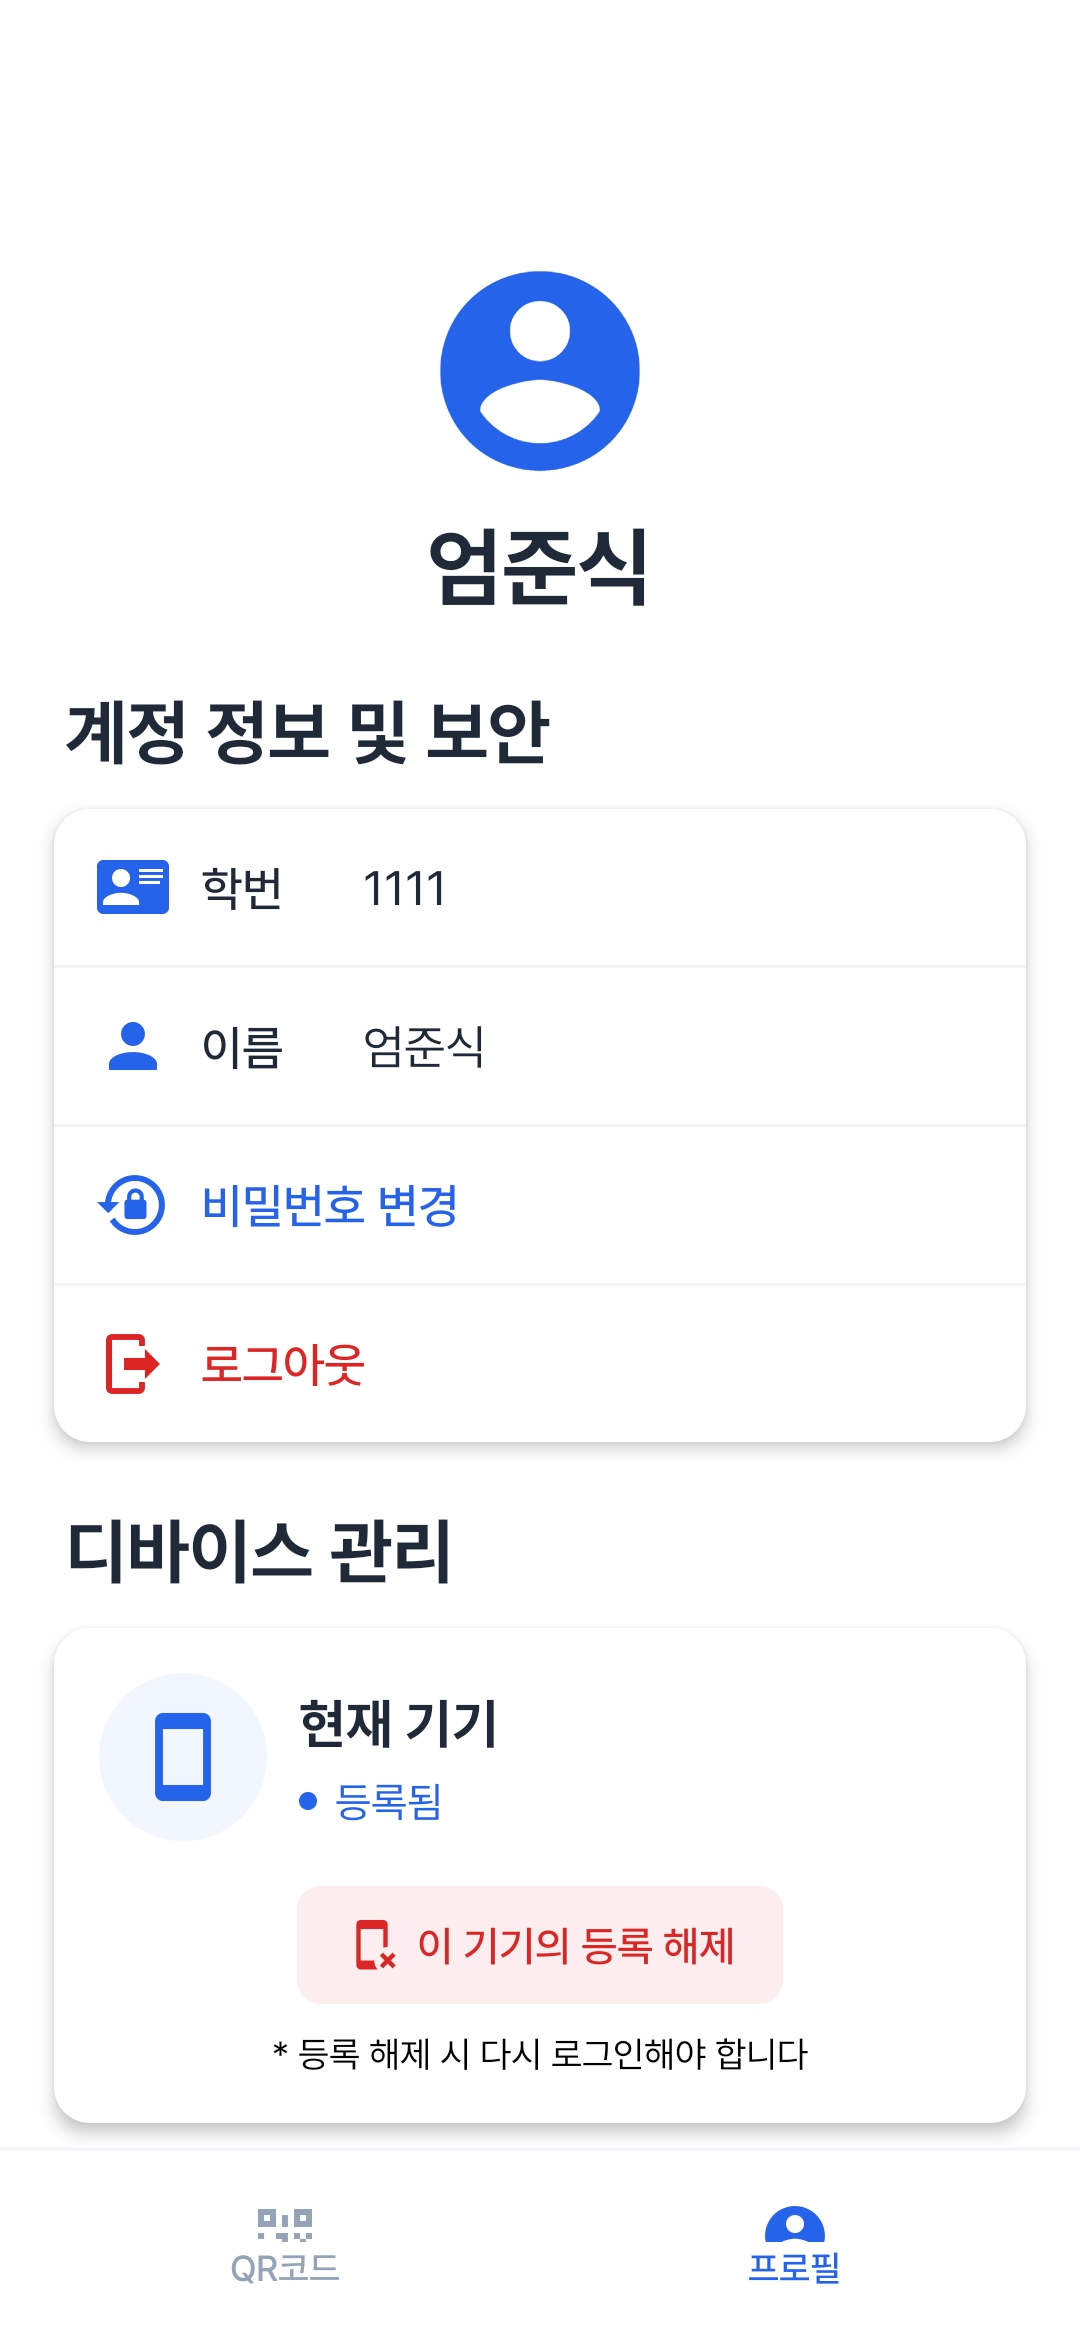 엄준식
계정 정보 및 보안
학번 1111
이름 엄준식
비밀번호 변경
로그아웃
디바이스 관리
현재 기기
등록됨
이 기기의 등록 해제
* 등록 해제 시 다시 로그인해야 합니다
QR코드 프로필